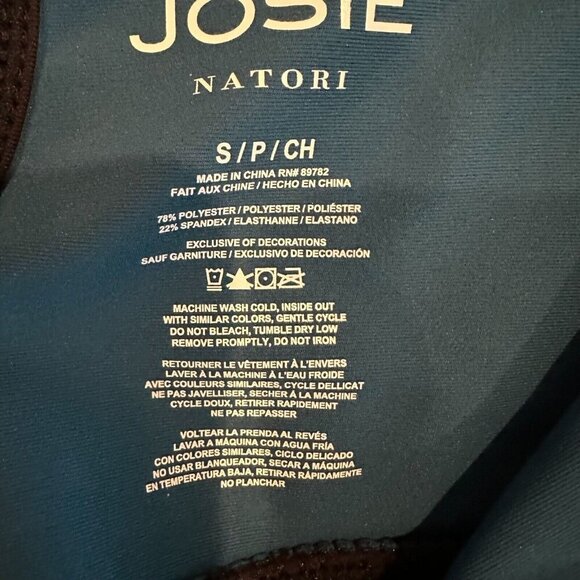 JOSIE
NATORI
S / P / CH
MADE IN CHINA RN# 89782
FAIT AUX CHINE / HECHO EN CHINA
78% POLYESTER / POLYESTER / POLIÉSTER
22% SPANDEX / ELASTHANNE / ELASTANO
EXCLUSIVE OF DECORATIONS
SAUF GARNITURE / EXCLUSIVO DE DECORACIÓN
MACHINE WASH COLD, INSIDE OUT
WITH SIMILAR COLORS, GENTLE CYCLE
DO NOT BLEACH, TUMBLE DRY LOW
REMOVE PROMPTLY, DO NOT IRON
RETOURNER LE VÊTEMENT À L'ENVERS
LAVER À LA MACHINE À L'EAU FROIDE
AVEC COULEURS SIMILAIRES, CYCLE DELLICAT
NE PAS JAVELLISER, SECHER À LA MACHINE
CYCLE DOUX, RETIRER RAPIDEMENT
NE PAS REPASSER
VOLTEAR LA PRENDA AL REVÉS
LAVAR A MÁQUINA CON AGUA FRÍA
CON COLORES SIMILARES, CICLO DELICADO
NO USAR BLANQUEADOR, SECAR A MÁQUINA
EN TEMPERATURA BAJA, RETIRAR RÁPIDAMENTE
NO PLANCHAR